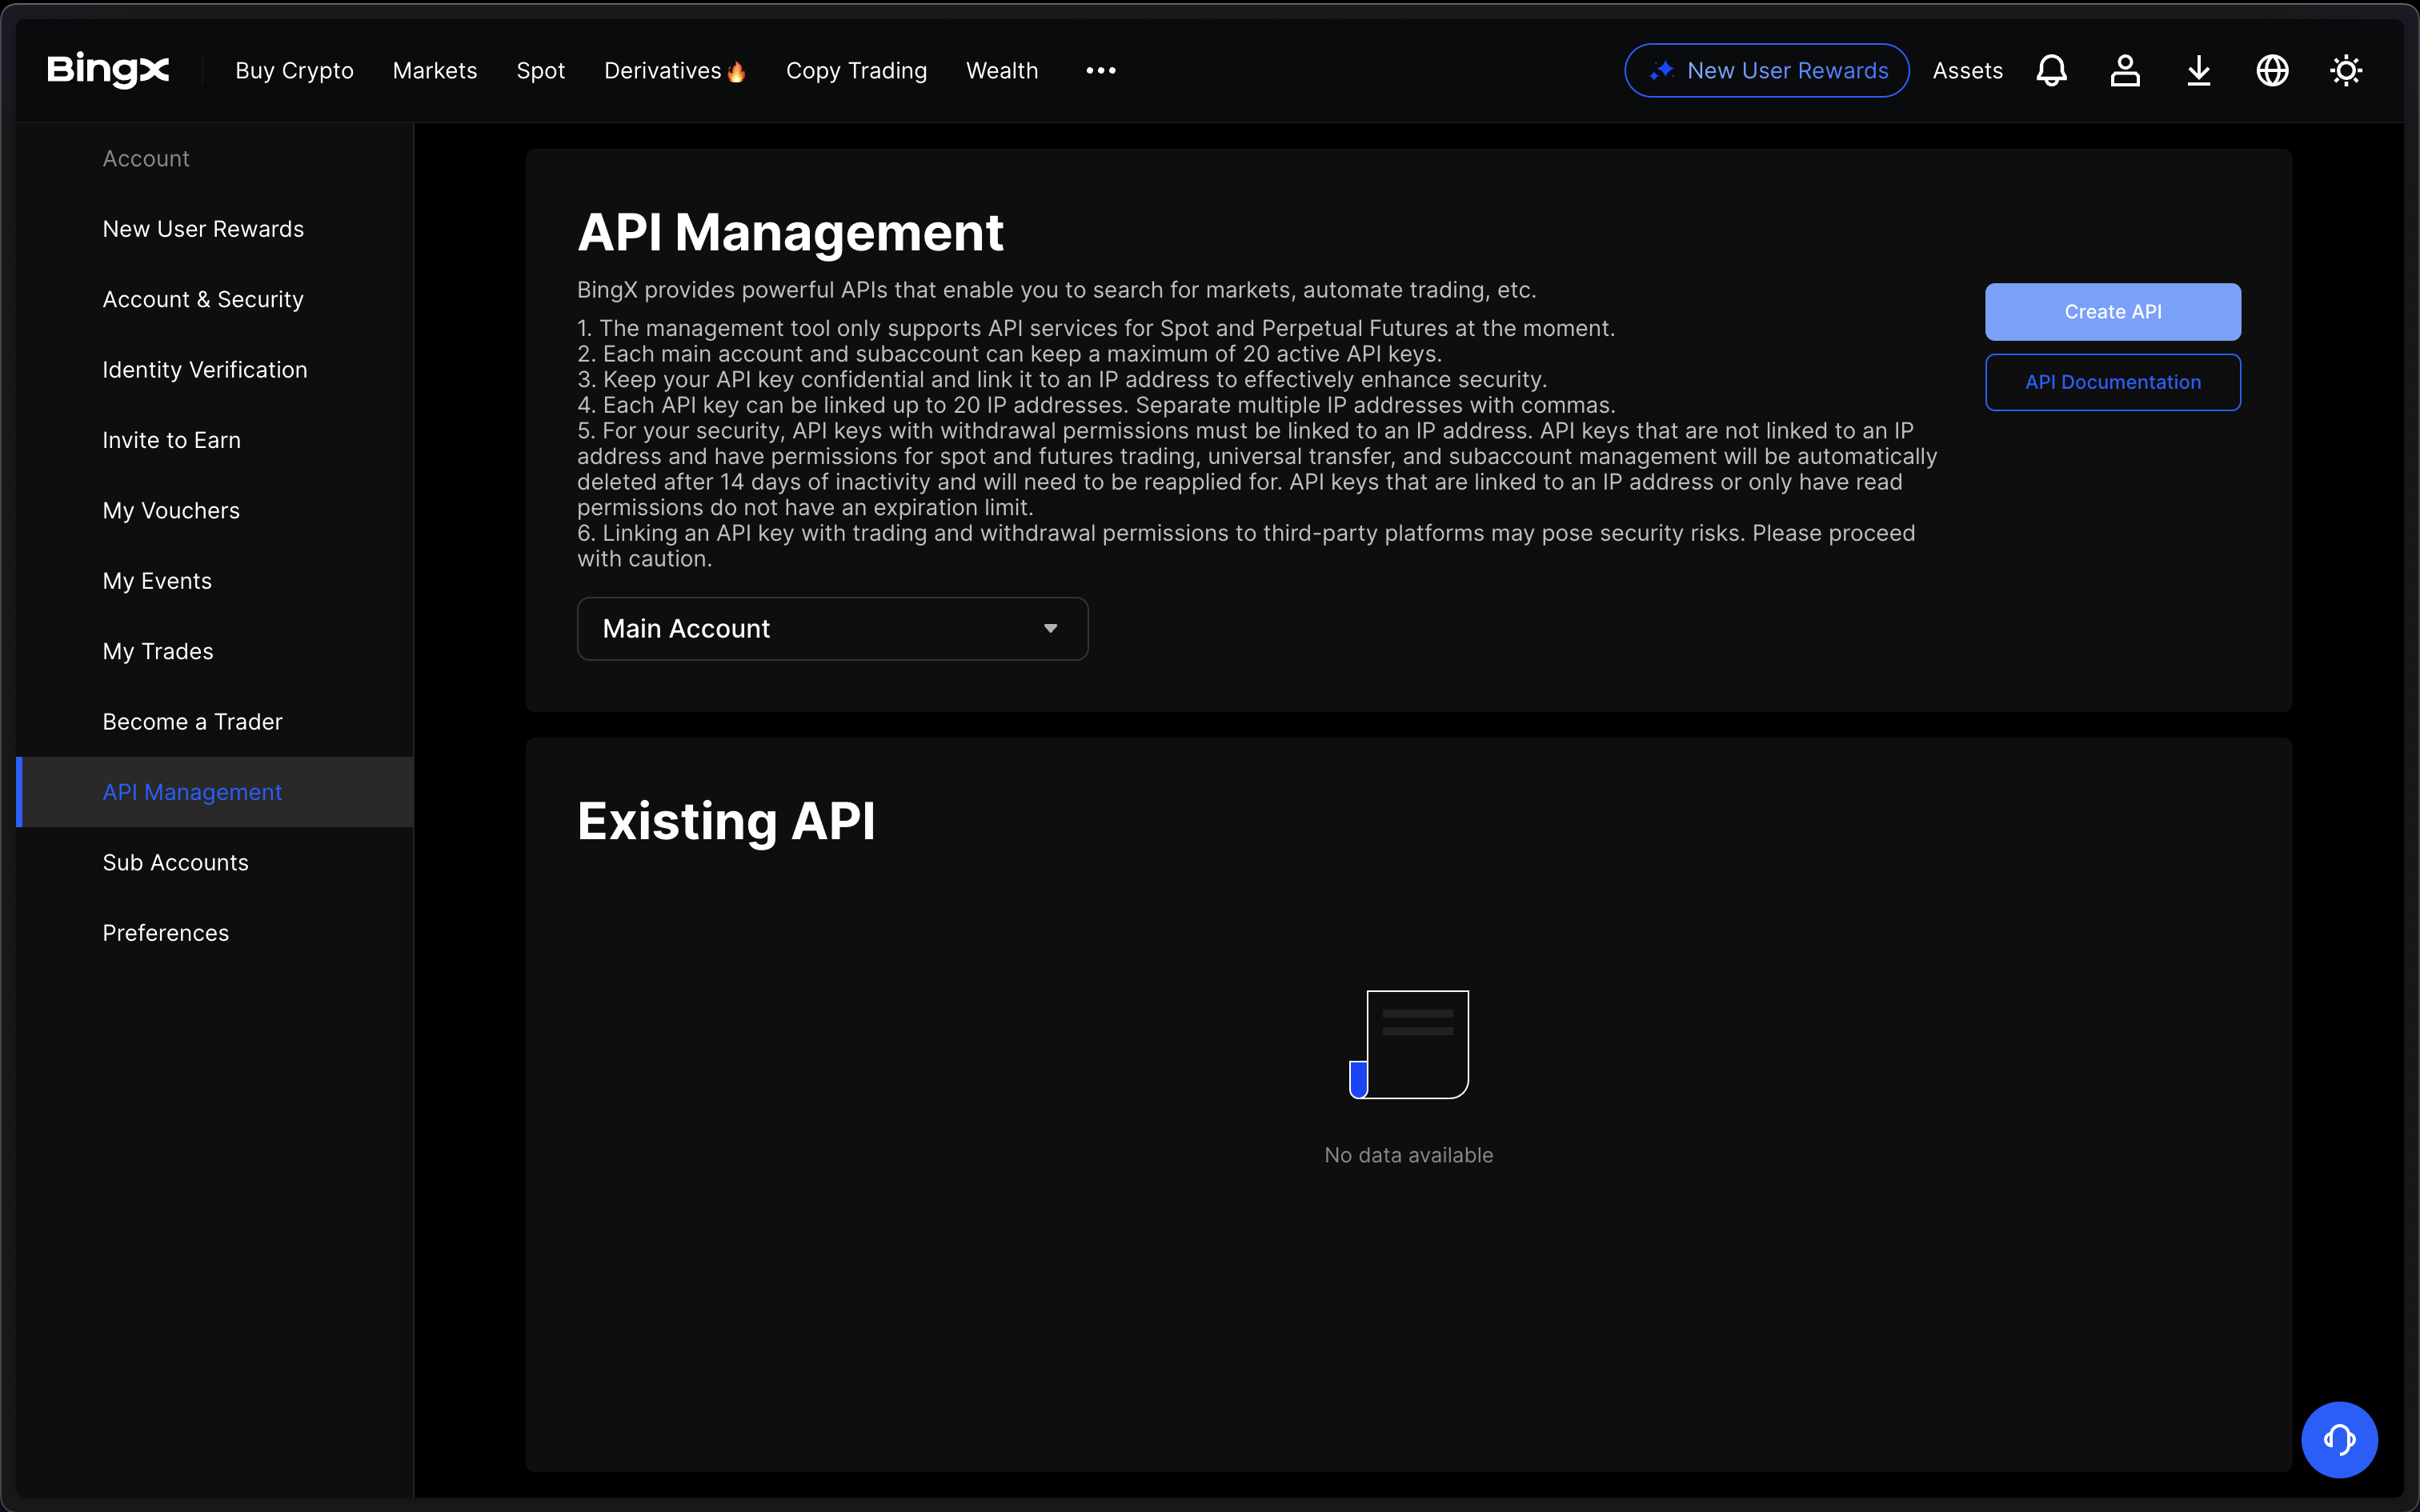 BingX
Buy Crypto
Markets
Spot
Derivatives🔥
Copy Trading
Wealth
•••
New User Rewards
Assets
Account
New User Rewards
Account & Security
Identity Verification
Invite to Earn
My Vouchers
My Events
My Trades
Become a Trader
API Management
Sub Accounts
Preferences
API Management
BingX provides powerful APIs that enable you to search for markets, automate trading, etc.
1. The management tool only supports API services for Spot and Perpetual Futures at the moment.
2. Each main account and subaccount can keep a maximum of 20 active API keys.
3. Keep your API key confidential and link it to an IP address to effectively enhance security.
4. Each API key can be linked up to 20 IP addresses. Separate multiple IP addresses with commas.
5. For your security, API keys with withdrawal permissions must be linked to an IP address. API keys that are not linked to an IP
address and have permissions for spot and futures trading, universal transfer, and subaccount management will be automatically
deleted after 14 days of inactivity and will need to be reapplied for. API keys that are linked to an IP address or only have read
permissions do not have an expiration limit.
6. Linking an API key with trading and withdrawal permissions to third-party platforms may pose security risks. Please proceed
with caution.
Create API
API Documentation
Main Account
Existing API
No data available